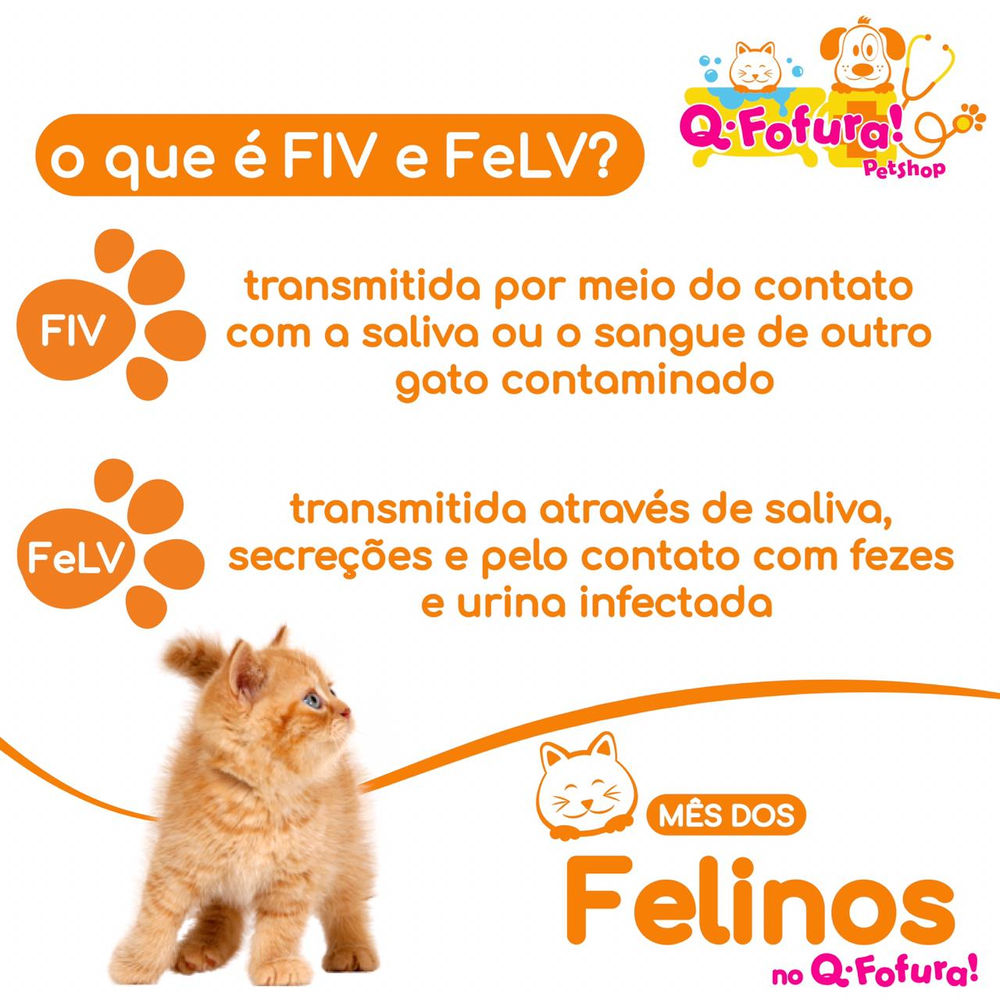 Q·Fofura!
Petshop
o que é FIV e FeLV?
FIV
transmitida por meio do contato
com a saliva ou o sangue de outro
gato contaminado
FeLV
transmitida através de saliva,
secreções e pelo contato com fezes
e urina infectada
MÊS DOS
Felinos
no Q·Fofura!